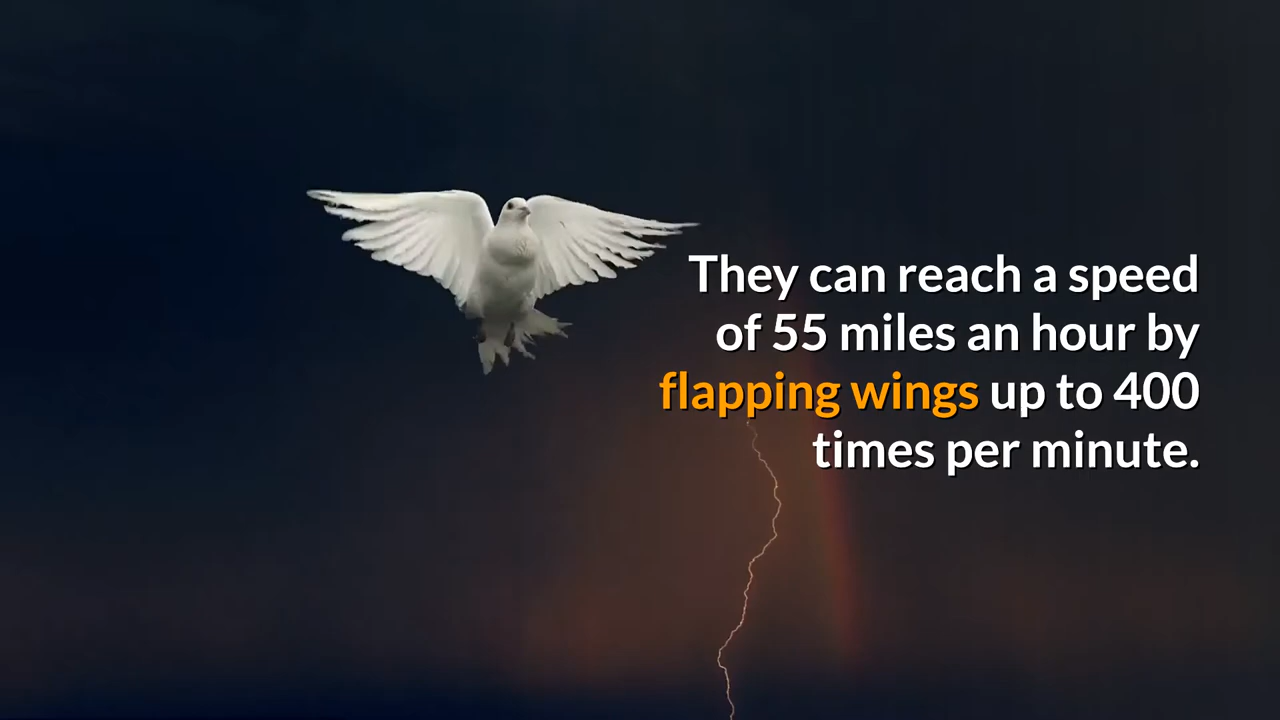 They can reach a speed
of 55 miles an hour by
flapping wings up to 400
times per minute.